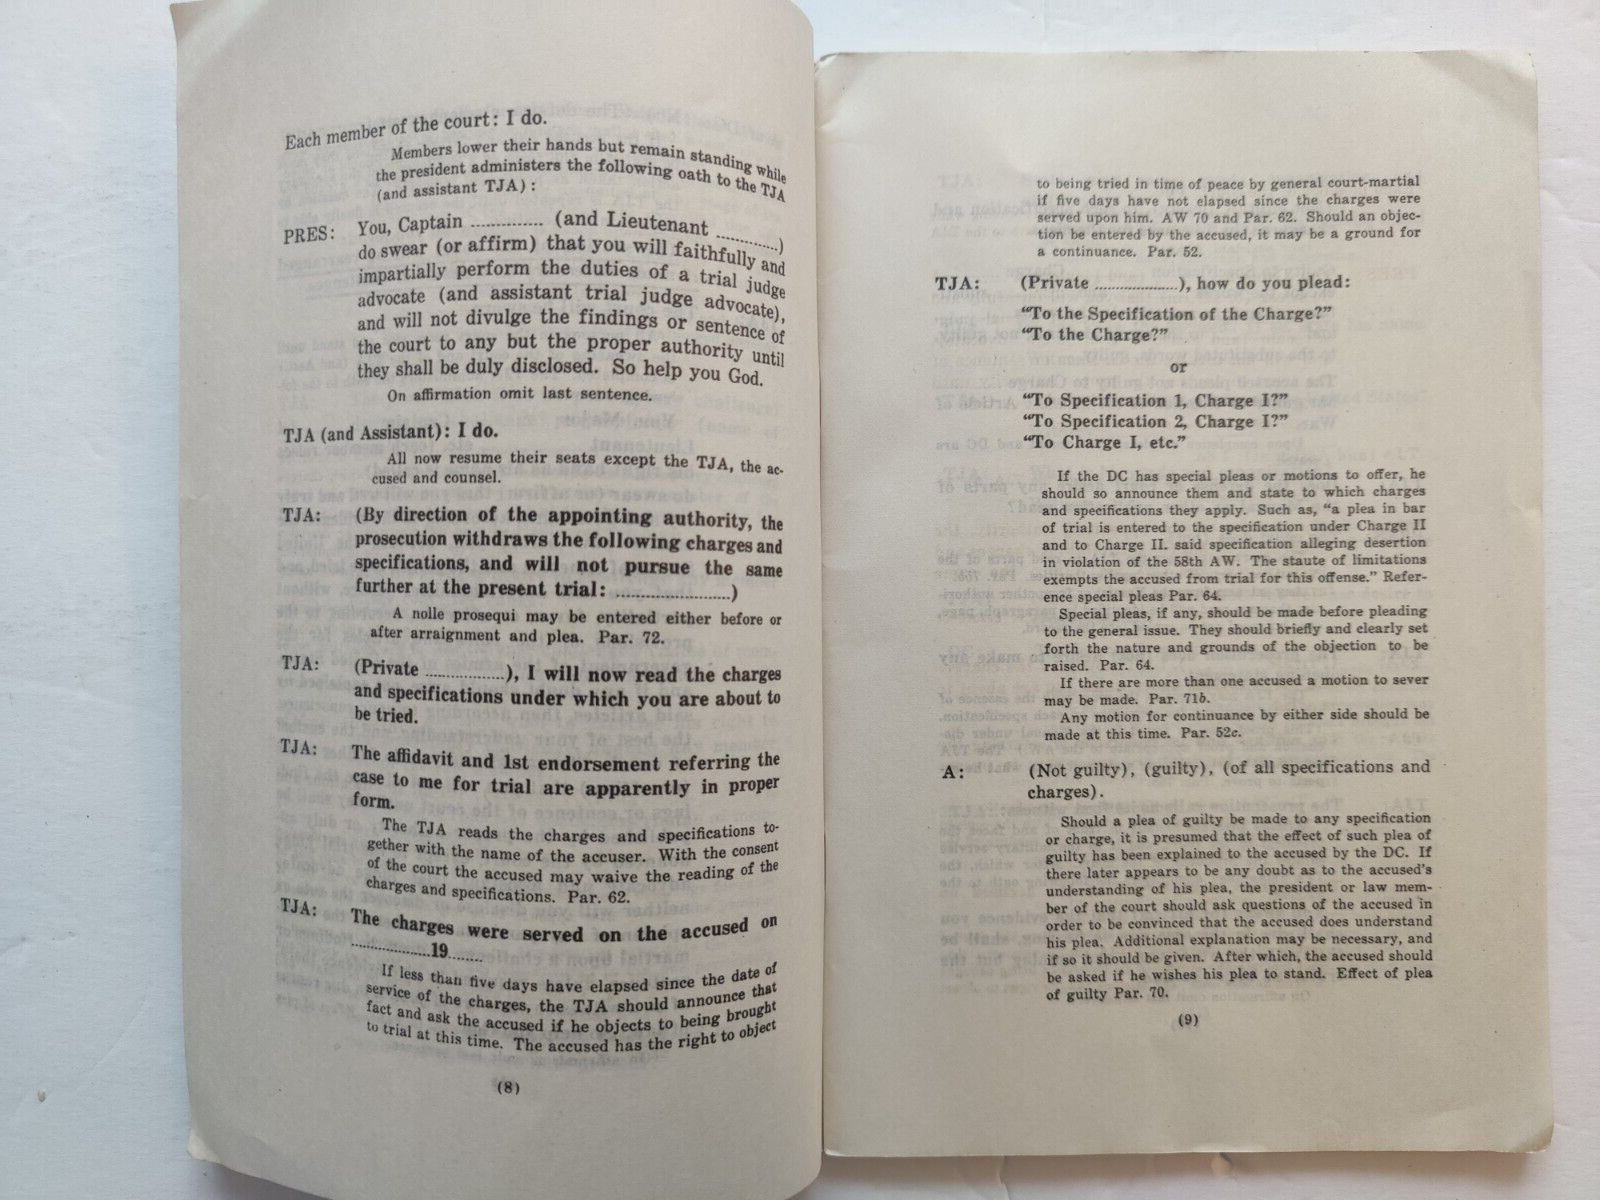 Each member of the court: I do.
Members lower their hands but remain standing while
the president administers the following oath to the TJA
(and assistant TJA):
PRES: You, Captain ............. (and Lieutenant .............)
do swear (or affirm) that you will faithfully and
impartially perform the duties of a trial judge
advocate (and assistant trial judge advocate),
and will not divulge the findings or sentence of
the court to any but the proper authority until
they shall be duly disclosed. So help you God.
On affirmation omit last sentence.
TJA (and Assistant): I do.
All now resume their seats except the TJA, the ac-
cused and counsel.
TJA: (By direction of the appointing authority, the
prosecution withdraws the following charges and
specifications, and will not pursue the same
further at the present trial: ........................)
A nolle prosequi may be entered either before or
after arraignment and plea. Par. 72.
TJA: (Private .................), I will now read the charges
and specifications under which you are about to
be tried.
TJA: The affidavit and 1st endorsement referring the
case to me for trial are apparently in proper
form.
The TJA reads the charges and specifications to-
gether with the name of the accuser. With the consent
of the court the accused may waive the reading of the
charges and specifications. Par. 62.
TJA: The charges were served on the accused on
.................19........
If less than five days have elapsed since the date of
service of the charges, the TJA should announce that
fact and ask the accused if he objects to being brought
to trial at this time. The accused has the right to object
(8)
to being tried in time of peace by general court-martial
if five days have not elapsed since the charges were
served upon him. AW 70 and Par. 62. Should an objec-
tion be entered by the accused, it may be a ground for
a continuance. Par. 52.
TJA: (Private .....................), how do you plead:
“To the Specification of the Charge?”
“To the Charge?”
or
“To Specification 1, Charge I?”
“To Specification 2, Charge I?”
“To Charge I, etc.”
If the DC has special pleas or motions to offer, he
should so announce them and state to which charges
and specifications they apply. Such as, “a plea in bar
of trial is entered to the specification under Charge II
and to Charge II. said specification alleging desertion
in violation of the 58th AW. The staute of limitations
exempts the accused from trial for this offense.” Refer-
ence special pleas Par. 64.
Special pleas, if any, should be made before pleading
to the general issue. They should briefly and clearly set
forth the nature and grounds of the objection to be
raised. Par. 64.
If there are more than one accused a motion to sever
may be made. Par. 71b.
Any motion for continuance by either side should be
made at this time. Par. 52c.
A: (Not guilty), (guilty), (of all specifications and
charges).
Should a plea of guilty be made to any specification
or charge, it is presumed that the effect of such plea of
guilty has been explained to the accused by the DC. If
there later appears to be any doubt as to the accused's
understanding of his plea, the president or law mem-
ber of the court should ask questions of the accused in
order to be convinced that the accused does understand
his plea. Additional explanation may be necessary, and
if so it should be given. After which, the accused should
be asked if he wishes his plea to stand. Effect of plea
of guilty Par. 70.
(9)